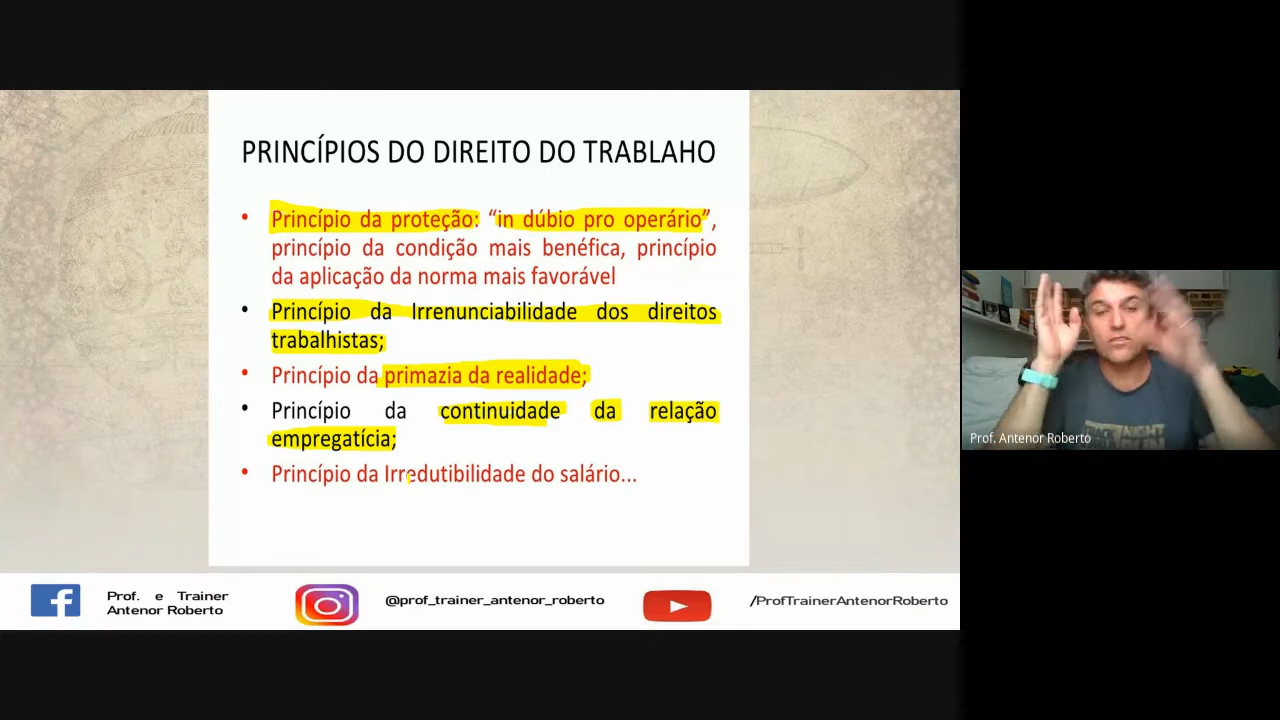 PRINCÍPIOS DO DIREITO DO TRABLAHO
• Princípio da proteção: “in dúbio pro operário”,
princípio da condição mais benéfica, princípio
da aplicação da norma mais favorável
• Princípio da Irrenunciabilidade dos direitos
trabalhistas;
• Princípio da primazia da realidade;
• Princípio da continuidade da relação
empregatícia;
• Princípio da Irredutibilidade do salário...
Prof. e Trainer
Antenor Roberto
@prof_trainer_antenor_roberto
/ProfTrainerAntenorRoberto
Prof. Antenor Roberto